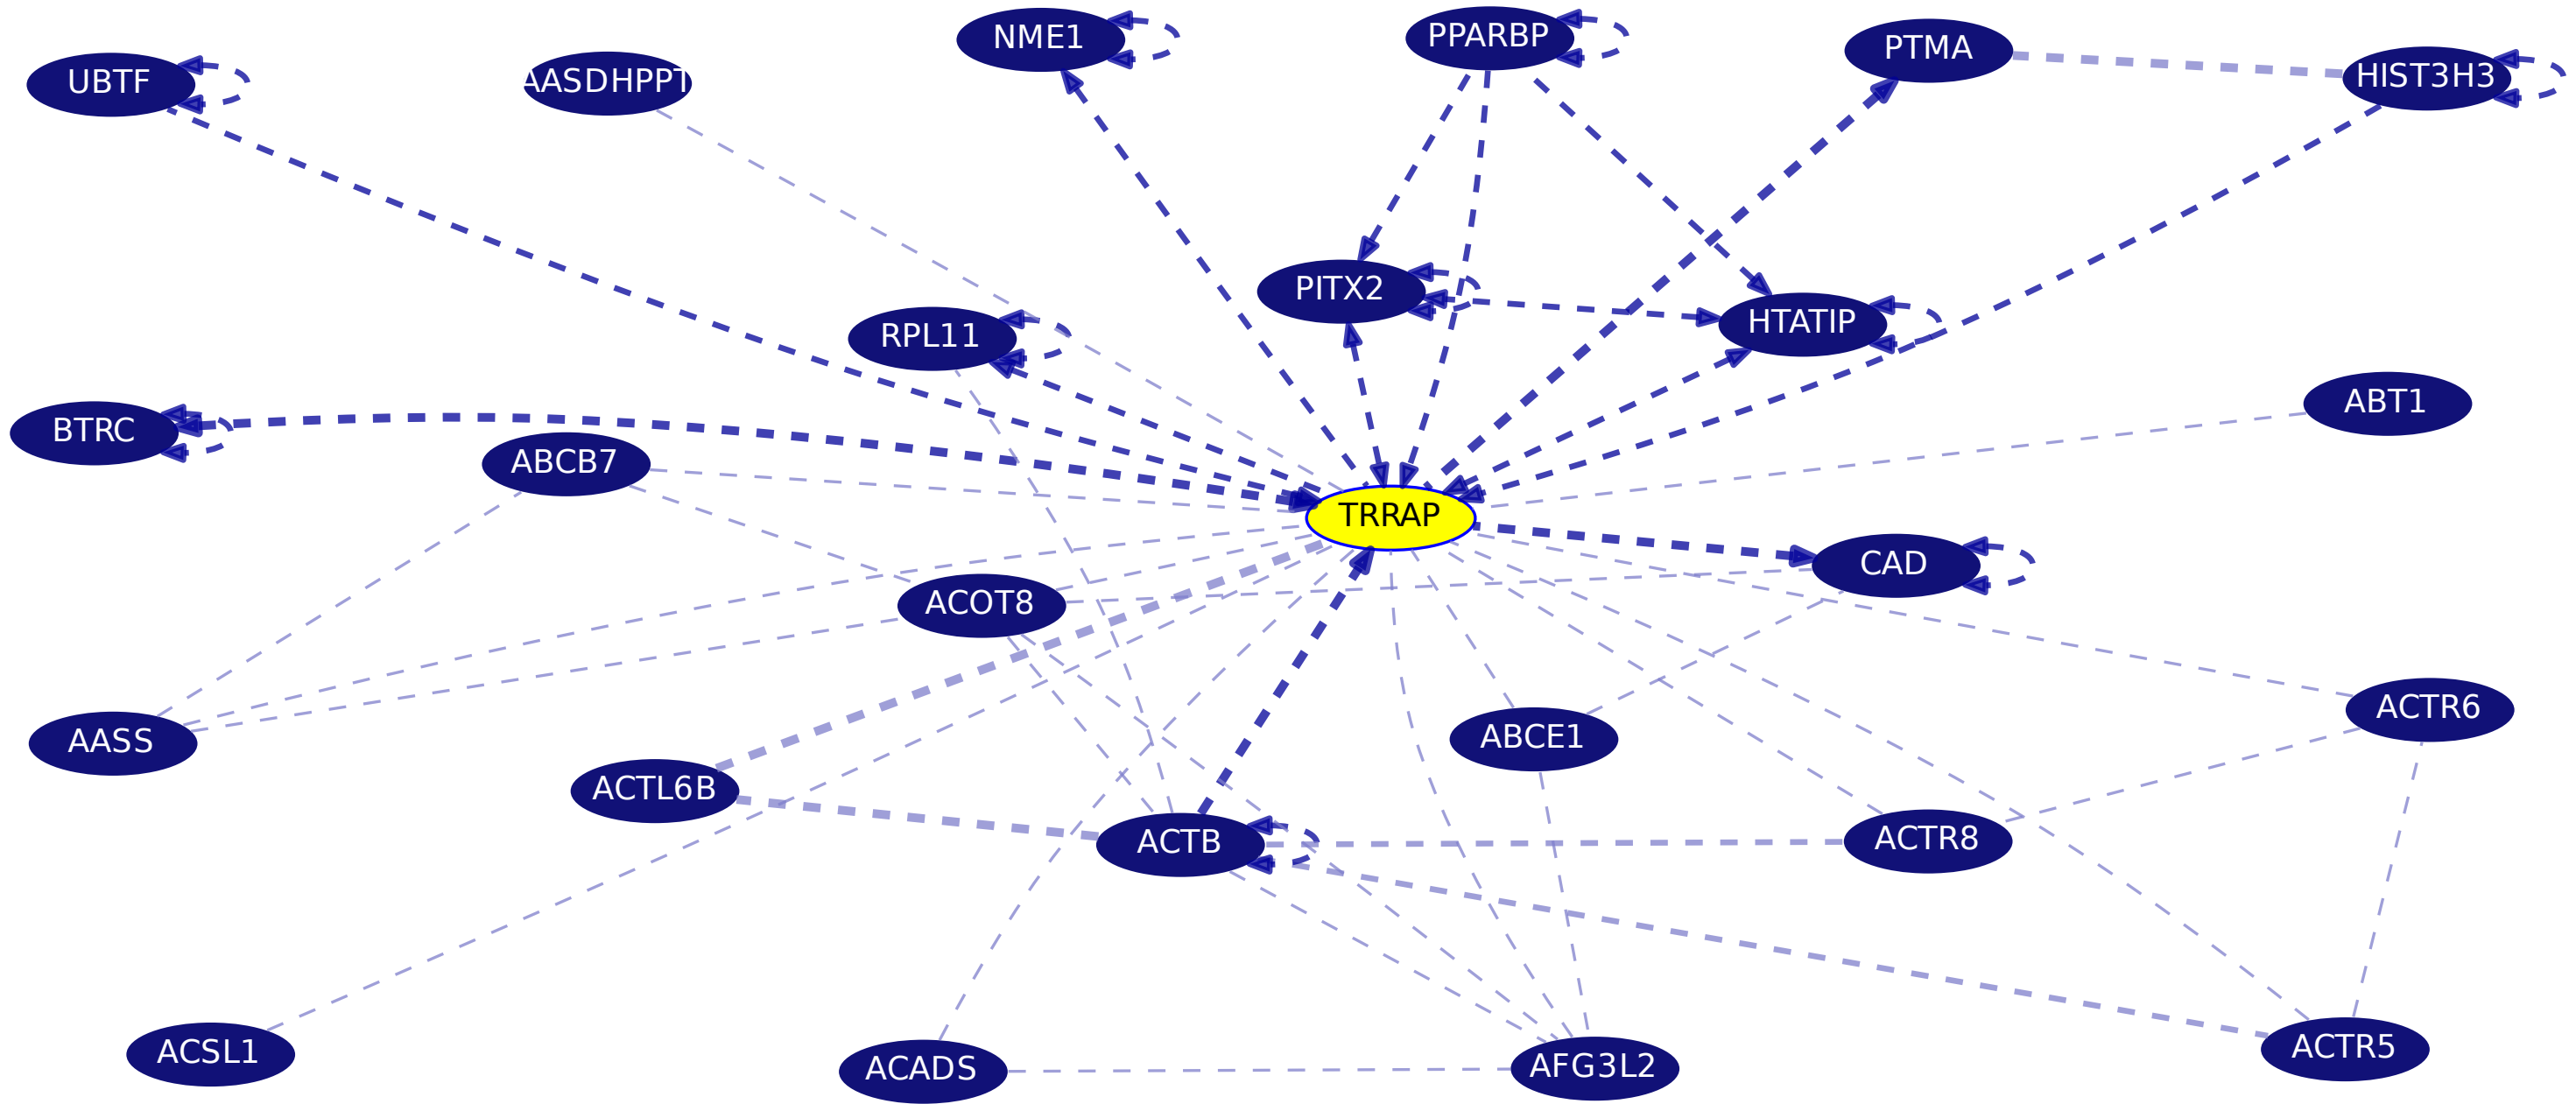 NME1
PPARBP
PTMA
UBTF
AASDHPPT
HIST3H3
PITX2
RPL11
HTATIP
BTRC
ABCB7
ABT1
TRRAP
CAD
ACOT8
AASS
ACTL6B
ABCE1
ACTR6
ACTB
ACTR8
ACSL1
ACADS
AFG3L2
ACTR5